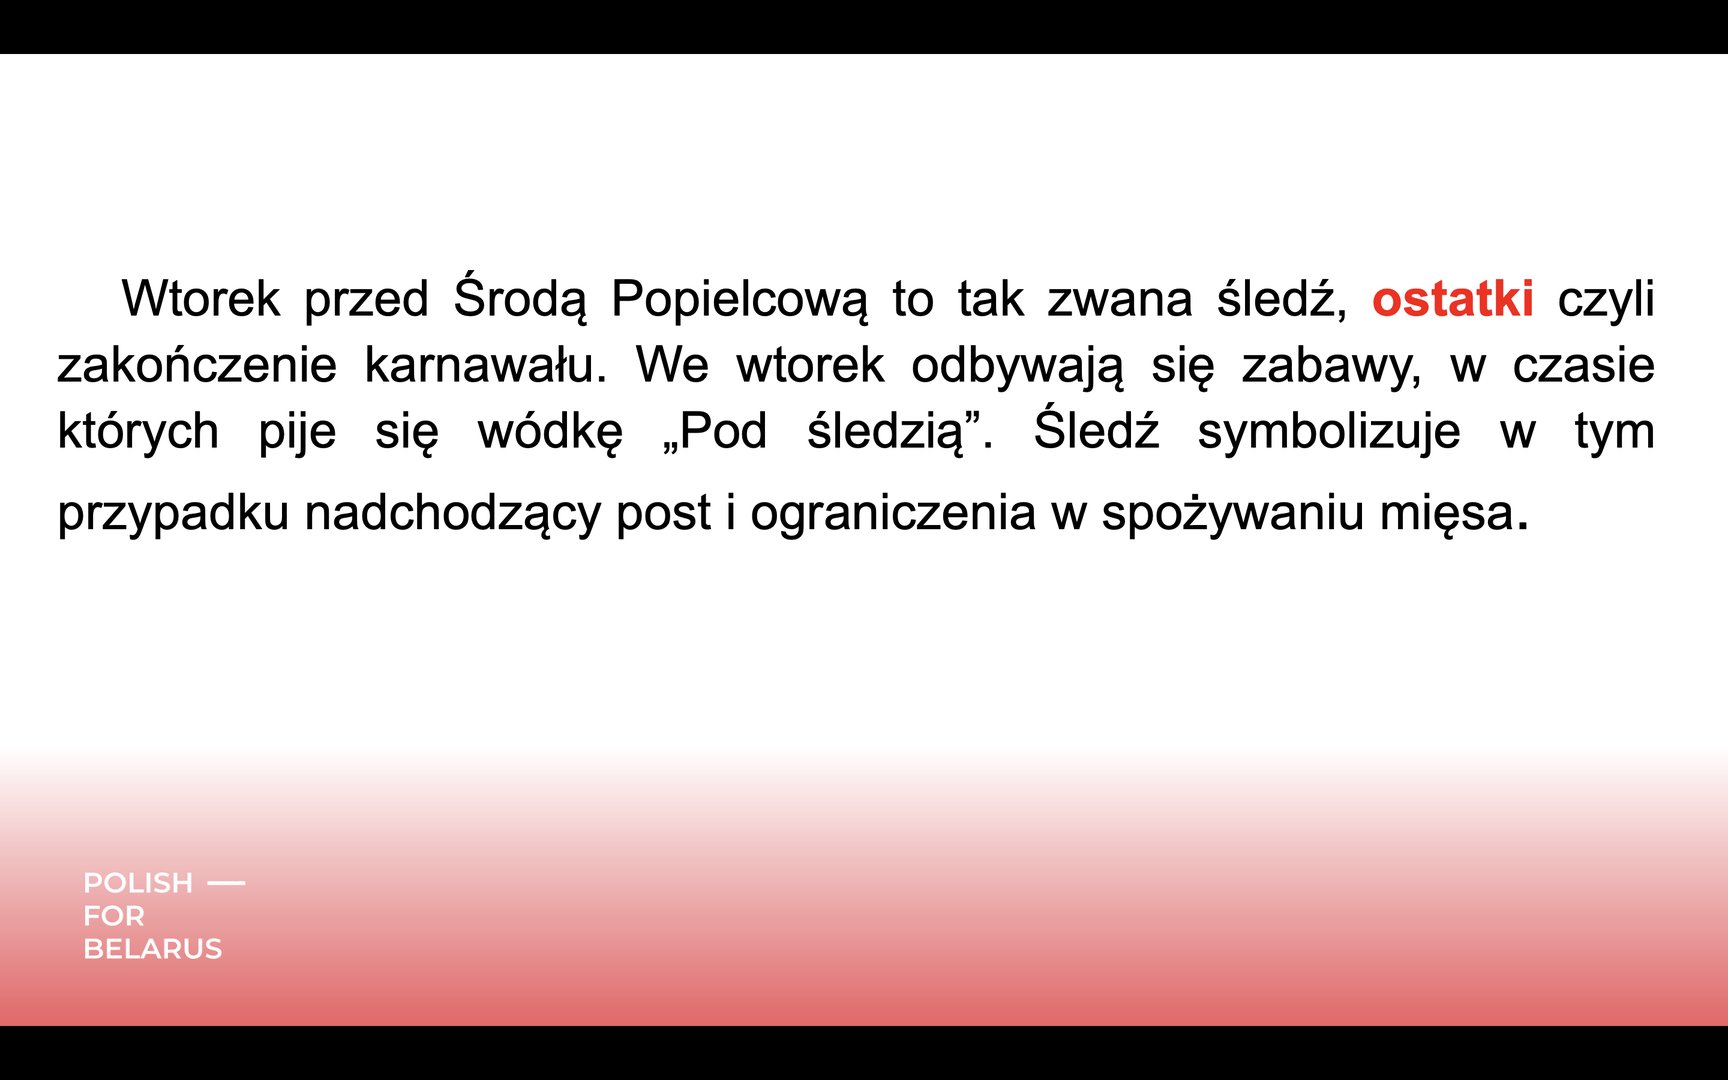 Wtorek przed Środą Popielcową to tak zwana śledź, ostatki czyli
zakończenie karnawału. We wtorek odbywają się zabawy, w czasie
których pije się wódkę „Pod śledzią”. Śledź symbolizuje w tym
przypadku nadchodzący post i ograniczenia w spożywaniu mięsa.
POLISH —
FOR
BELARUS